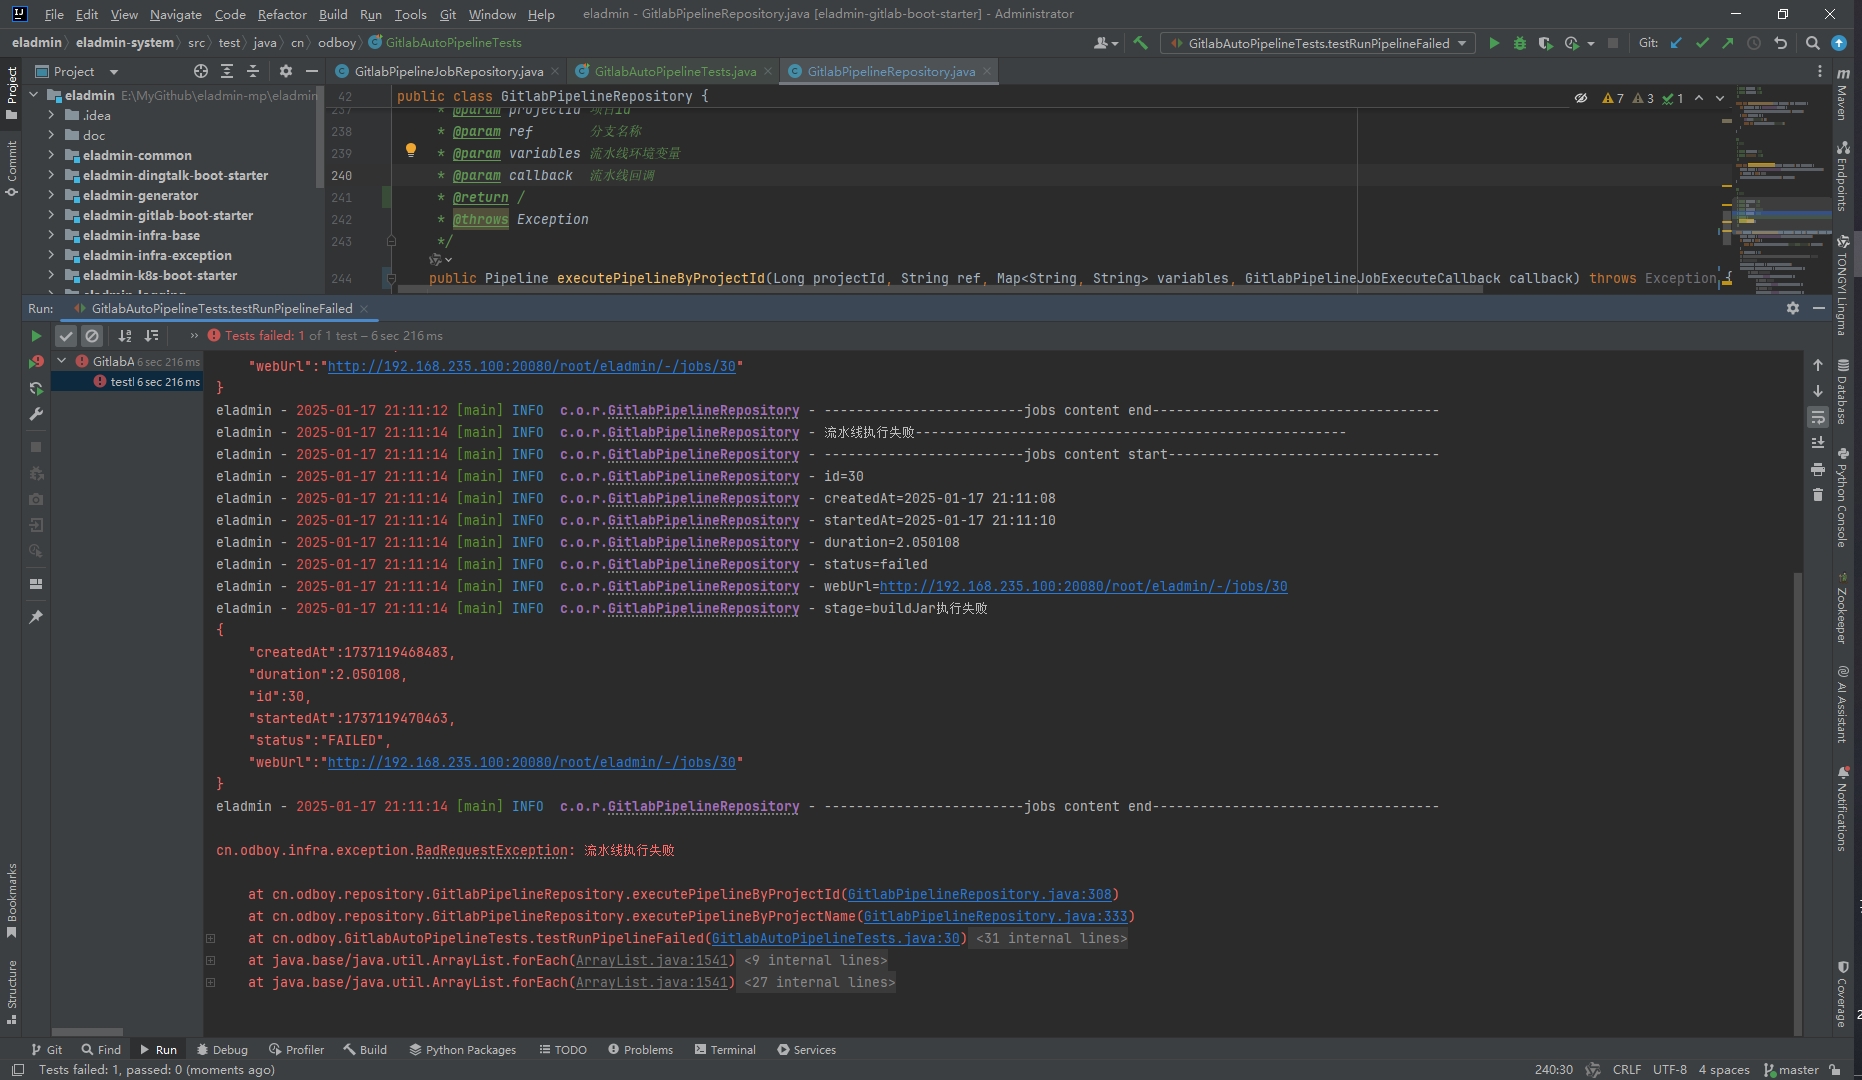 File Edit View Navigate Code Refactor Build Run Tools Git Window Help eladmin - GitlabPipelineRepository.java [eladmin-gitlab-boot-starter] - Administrator
eladmin eladmin-system src test java cn odboy GitlabAutoPipelineTests GitlabAutoPipelineTests.testRunPipelineFailed Git:
Project GitlabPipelineJobRepository.java GitlabAutoPipelineTests.java GitlabPipelineRepository.java
eladmin E:\MyGithub\eladmin-mp\eladmin
.idea
doc
eladmin-common
eladmin-dingtalk-boot-starter
eladmin-generator
eladmin-gitlab-boot-starter
eladmin-infra-base
eladmin-infra-exception
eladmin-k8s-boot-starter
42 public class GitlabPipelineRepository { 7 3 1
237 * @param projectId 项目id
238 * @param ref 分支名称
239 * @param variables 流水线环境变量
240 * @param callback 流水线回调
241 * @return /
242 * @throws Exception
243 */
244 public Pipeline executePipelineByProjectId(Long projectId, String ref, Map<String, String> variables, GitlabPipelineJobExecuteCallback callback) throws Exception {
Run: GitlabAutoPipelineTests.testRunPipelineFailed
» Tests failed: 1 of 1 test – 6 sec 216 ms
GitlabA 6 sec 216 ms
testI 6 sec 216 ms
"webUrl":"http://192.168.235.100:20080/root/eladmin/-/jobs/30"
}
eladmin - 2025-01-17 21:11:12 [main] INFO c.o.r.GitlabPipelineRepository - -------------------------jobs content end------------------------------------
eladmin - 2025-01-17 21:11:14 [main] INFO c.o.r.GitlabPipelineRepository - 流水线执行失败------------------------------------------------------
eladmin - 2025-01-17 21:11:14 [main] INFO c.o.r.GitlabPipelineRepository - -------------------------jobs content start----------------------------------
eladmin - 2025-01-17 21:11:14 [main] INFO c.o.r.GitlabPipelineRepository - id=30
eladmin - 2025-01-17 21:11:14 [main] INFO c.o.r.GitlabPipelineRepository - createdAt=2025-01-17 21:11:08
eladmin - 2025-01-17 21:11:14 [main] INFO c.o.r.GitlabPipelineRepository - startedAt=2025-01-17 21:11:10
eladmin - 2025-01-17 21:11:14 [main] INFO c.o.r.GitlabPipelineRepository - duration=2.050108
eladmin - 2025-01-17 21:11:14 [main] INFO c.o.r.GitlabPipelineRepository - status=failed
eladmin - 2025-01-17 21:11:14 [main] INFO c.o.r.GitlabPipelineRepository - webUrl=http://192.168.235.100:20080/root/eladmin/-/jobs/30
eladmin - 2025-01-17 21:11:14 [main] INFO c.o.r.GitlabPipelineRepository - stage=buildJar执行失败
{
"createdAt":1737119468483,
"duration":2.050108,
"id":30,
"startedAt":1737119470463,
"status":"FAILED",
"webUrl":"http://192.168.235.100:20080/root/eladmin/-/jobs/30"
}
eladmin - 2025-01-17 21:11:14 [main] INFO c.o.r.GitlabPipelineRepository - -------------------------jobs content end------------------------------------
cn.odboy.infra.exception.BadRequestException: 流水线执行失败
at cn.odboy.repository.GitlabPipelineRepository.executePipelineByProjectId(GitlabPipelineRepository.java:308)
at cn.odboy.repository.GitlabPipelineRepository.executePipelineByProjectName(GitlabPipelineRepository.java:333)
at cn.odboy.GitlabAutoPipelineTests.testRunPipelineFailed(GitlabAutoPipelineTests.java:30) <31 internal lines>
at java.base/java.util.ArrayList.forEach(ArrayList.java:1541) <9 internal lines>
at java.base/java.util.ArrayList.forEach(ArrayList.java:1541) <27 internal lines>
Project
Commit
Bookmarks
Structure
Maven
Endpoints
TONGYI Lingma
Database
Python Console
Zookeeper
AI Assistant
Notifications
Coverage
Git Find Run Debug Profiler Build Python Packages TODO Problems Terminal Services
Tests failed: 1, passed: 0 (moments ago) 240:30 CRLF UTF-8 4 spaces master